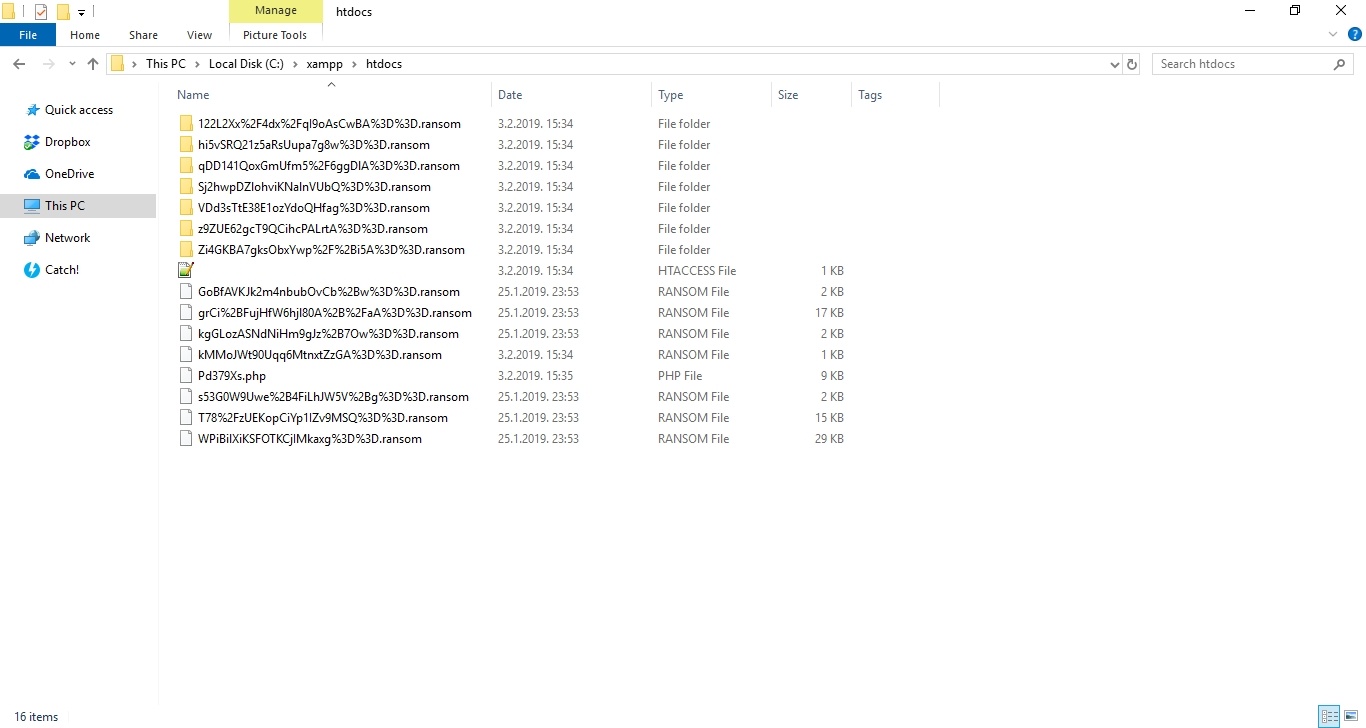 Manage
htdocs
File
Home
Share
View
Picture Tools
This PC > Local Disk (C:) > xampp > htdocs
Search htdocs
Quick access
Dropbox
OneDrive
This PC
Network
Catch!
Name Date Type Size Tags
122L2Xx%2F4dx%2Fql9oAsCwBA%3D%3D.ransom 3.2.2019. 15:34 File folder
hi5vSRQ21z5aRsUupa7g8w%3D%3D.ransom 3.2.2019. 15:34 File folder
qDD141QoxGmUfm5%2F6ggDIA%3D%3D.ransom 3.2.2019. 15:34 File folder
Sj2hwpDZIohviKNaInVUbQ%3D%3D.ransom 3.2.2019. 15:34 File folder
VDd3sTtE38E1ozYdoQHfag%3D%3D.ransom 3.2.2019. 15:34 File folder
z9ZUE62gcT9QCihcPALrtA%3D%3D.ransom 3.2.2019. 15:34 File folder
Zi4GKBA7gksObxYwp%2F%2Bi5A%3D%3D.ransom 3.2.2019. 15:34 File folder
3.2.2019. 15:34 HTACCESS File 1 KB
GoBfAVKJk2m4nbubOvCb%2Bw%3D%3D.ransom 25.1.2019. 23:53 RANSOM File 2 KB
grCi%2BFujHfW6hjI80A%2B%2FaA%3D%3D.ransom 25.1.2019. 23:53 RANSOM File 17 KB
kgGLozASNdNiHm9gJz%2B7Ow%3D%3D.ransom 25.1.2019. 23:53 RANSOM File 2 KB
kMMoJWt90Uqq6MtnxtZzGA%3D%3D.ransom 3.2.2019. 15:34 RANSOM File 1 KB
Pd379Xs.php 3.2.2019. 15:35 PHP File 9 KB
s53G0W9Uwe%2B4FiLhJW5V%2Bg%3D%3D.ransom 25.1.2019. 23:53 RANSOM File 2 KB
T78%2FzUEKopCiYp1IZv9MSQ%3D%3D.ransom 25.1.2019. 23:53 RANSOM File 15 KB
WPiBiIXiKSFOTKCjIMkaxg%3D%3D.ransom 25.1.2019. 23:53 RANSOM File 29 KB
16 items